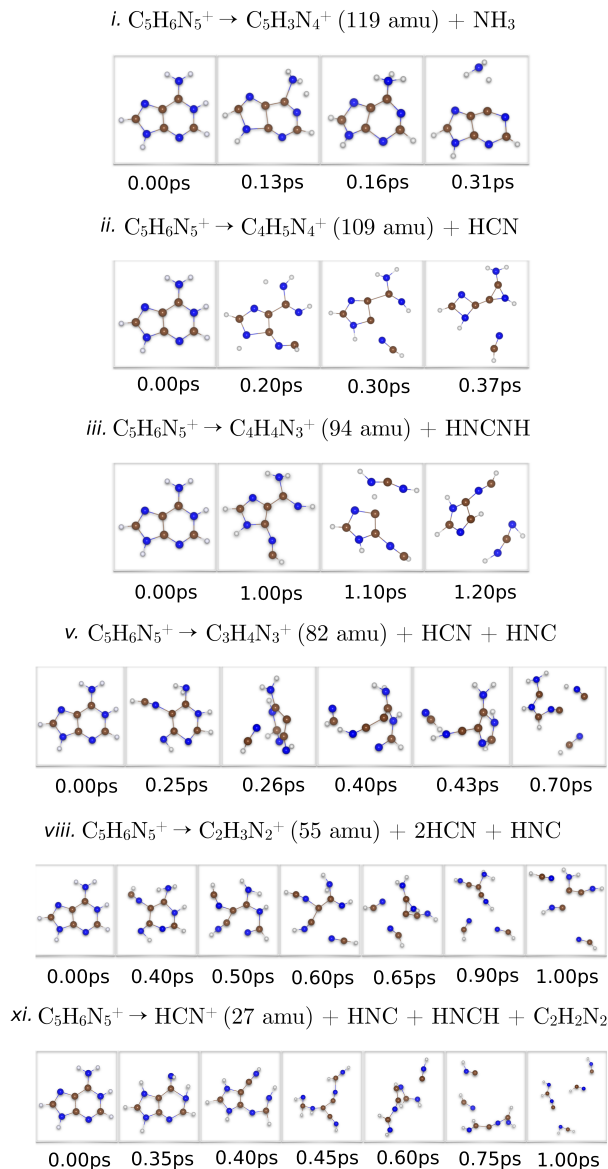 i. C₅H₆N₅⁺ → C₅H₃N₄⁺ (119 amu) + NH₃
0.00ps 0.13ps 0.16ps 0.31ps
ii. C₅H₆N₅⁺ → C₄H₅N₄⁺ (109 amu) + HCN
0.00ps 0.20ps 0.30ps 0.37ps
iii. C₅H₆N₅⁺ → C₄H₄N₃⁺ (94 amu) + HNCNH
0.00ps 1.00ps 1.10ps 1.20ps
v. C₅H₆N₅⁺ → C₃H₄N₃⁺ (82 amu) + HCN + HNC
0.00ps 0.25ps 0.26ps 0.40ps 0.43ps 0.70ps
viii. C₅H₆N₅⁺ → C₂H₃N₂⁺ (55 amu) + 2HCN + HNC
0.00ps 0.40ps 0.50ps 0.60ps 0.65ps 0.90ps 1.00ps
xi. C₅H₆N₅⁺ → HCN⁺ (27 amu) + HNC + HNCH + C₂H₂N₂
0.00ps 0.35ps 0.40ps 0.45ps 0.60ps 0.75ps 1.00ps